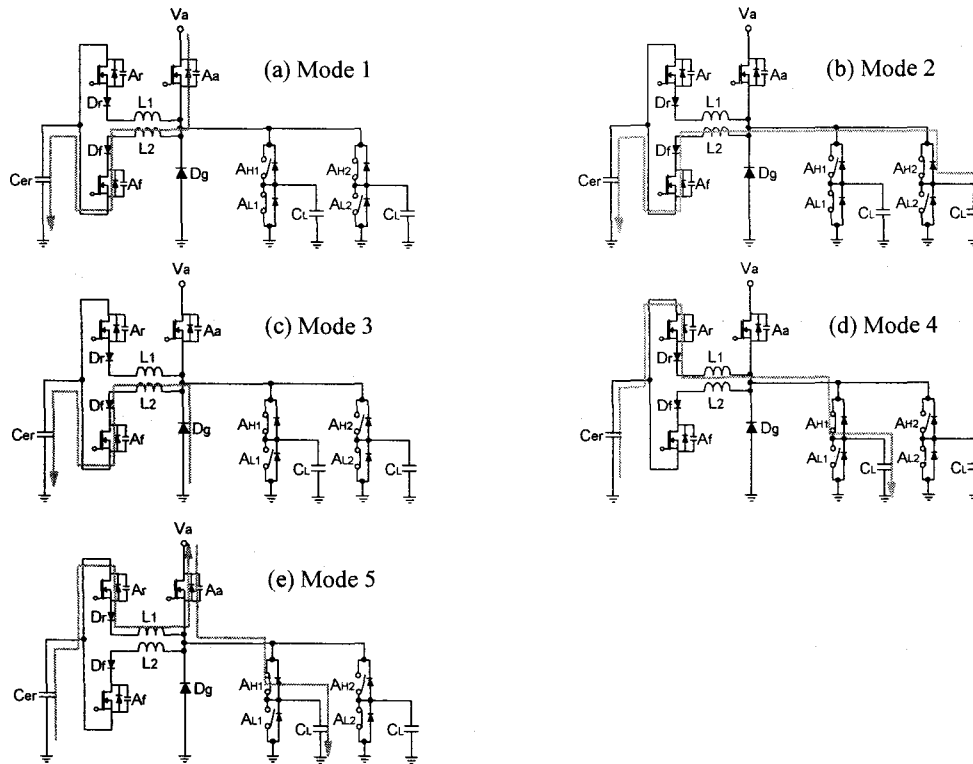 Va
(a) Mode 1
Ar
Aa
Dr
L1
L2
Df
Af
Cer
Dg
AH1
AL1
CL
AH2
AL2
CL
Va
(b) Mode 2
Ar
Aa
Dr
L1
L2
Df
Af
Cer
Dg
AH1
AL1
CL
AH2
AL2
CL
Va
(c) Mode 3
Ar
Aa
Dr
L1
L2
Df
Af
Cer
Dg
AH1
AL1
CL
AH2
AL2
CL
Va
(d) Mode 4
Ar
Aa
Dr
L1
L2
Df
Af
Cer
Dg
AH1
AL1
CL
AH2
AL2
CL
Va
(e) Mode 5
Ar
Aa
Dr
L1
L2
Df
Af
Cer
Dg
AH1
AL1
CL
AH2
AL2
CL